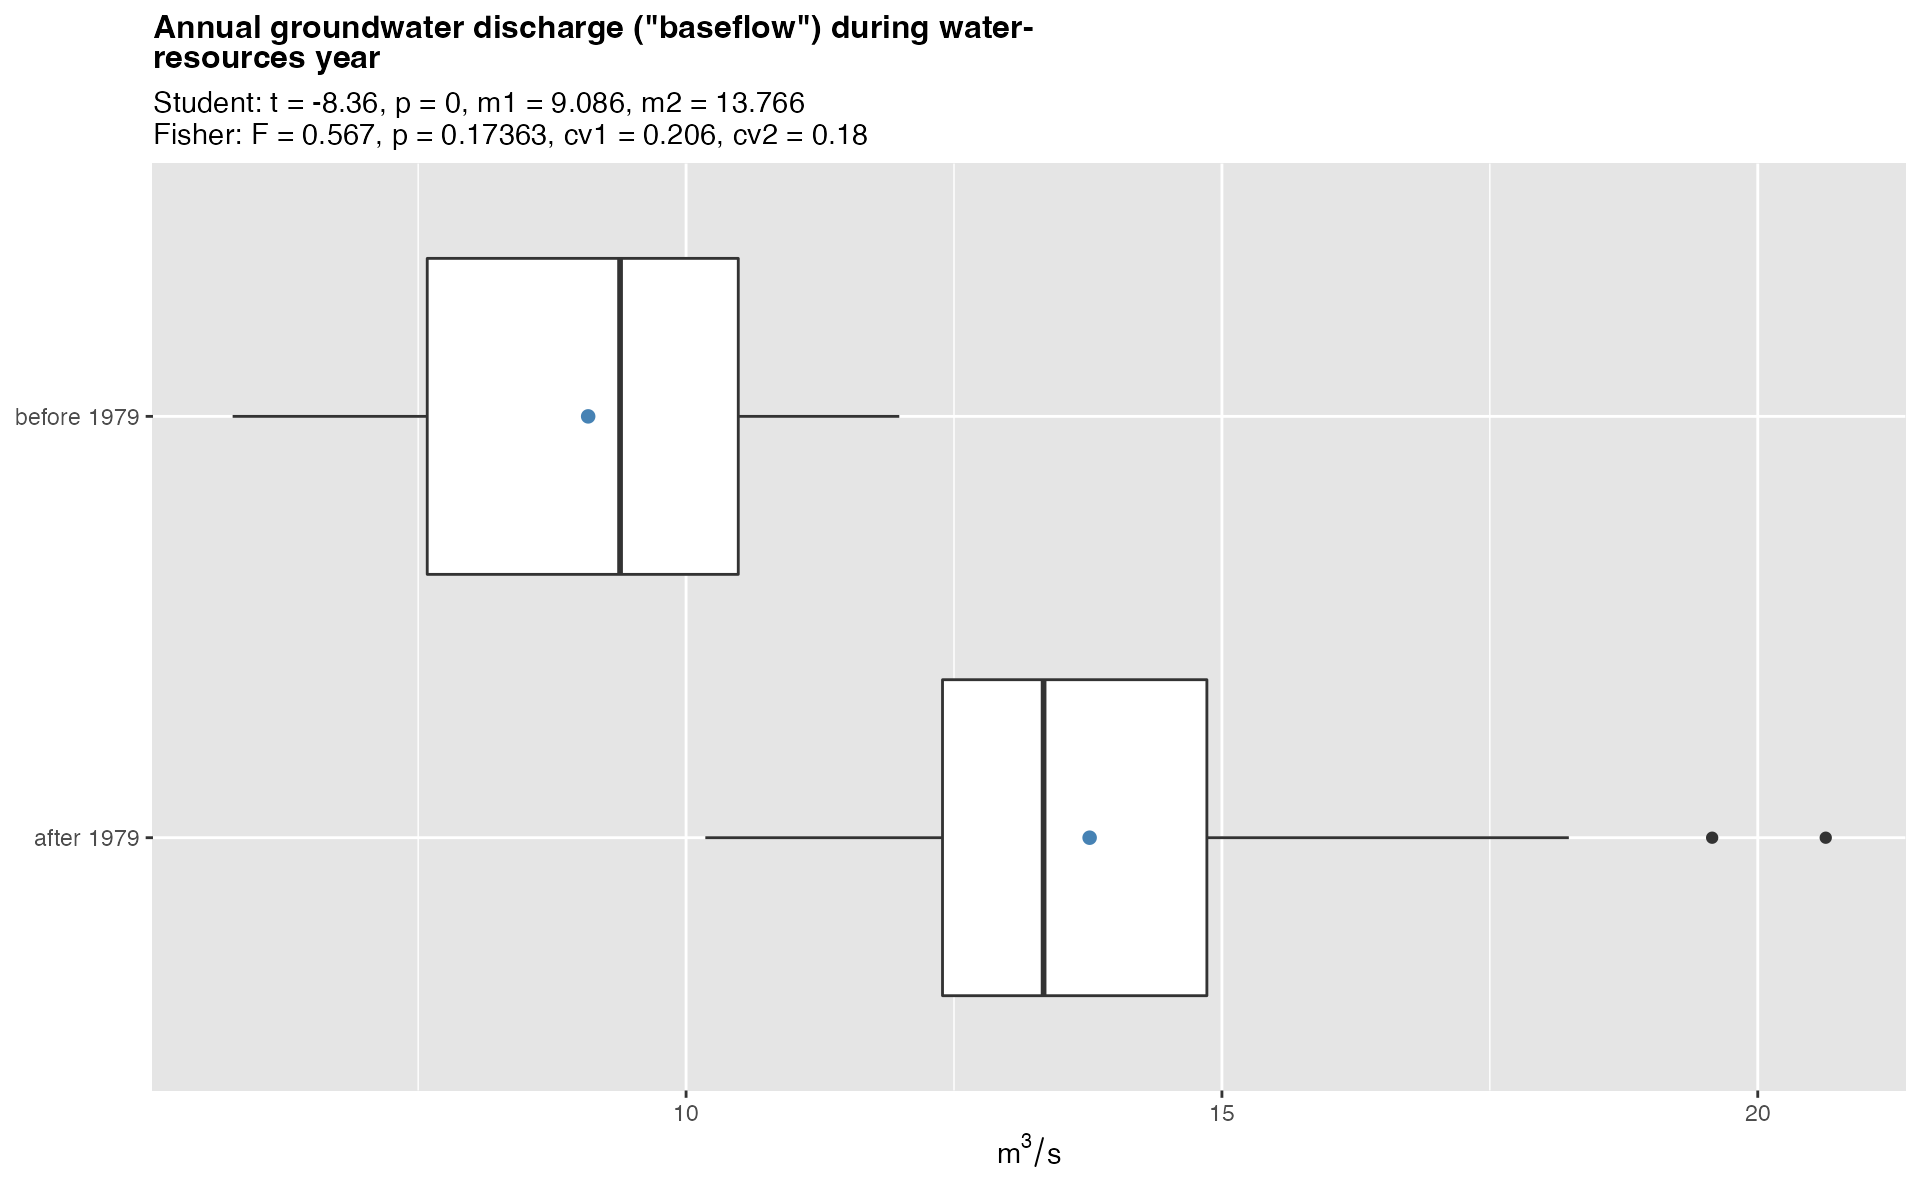 Annual groundwater discharge ("baseflow") during water-
resources year
Student: t = -8.36, p = 0, m1 = 9.086, m2 = 13.766
Fisher: F = 0.567, p = 0.17363, cv1 = 0.206, cv2 = 0.18
before 1979
after 1979
10 15 20
m³/s